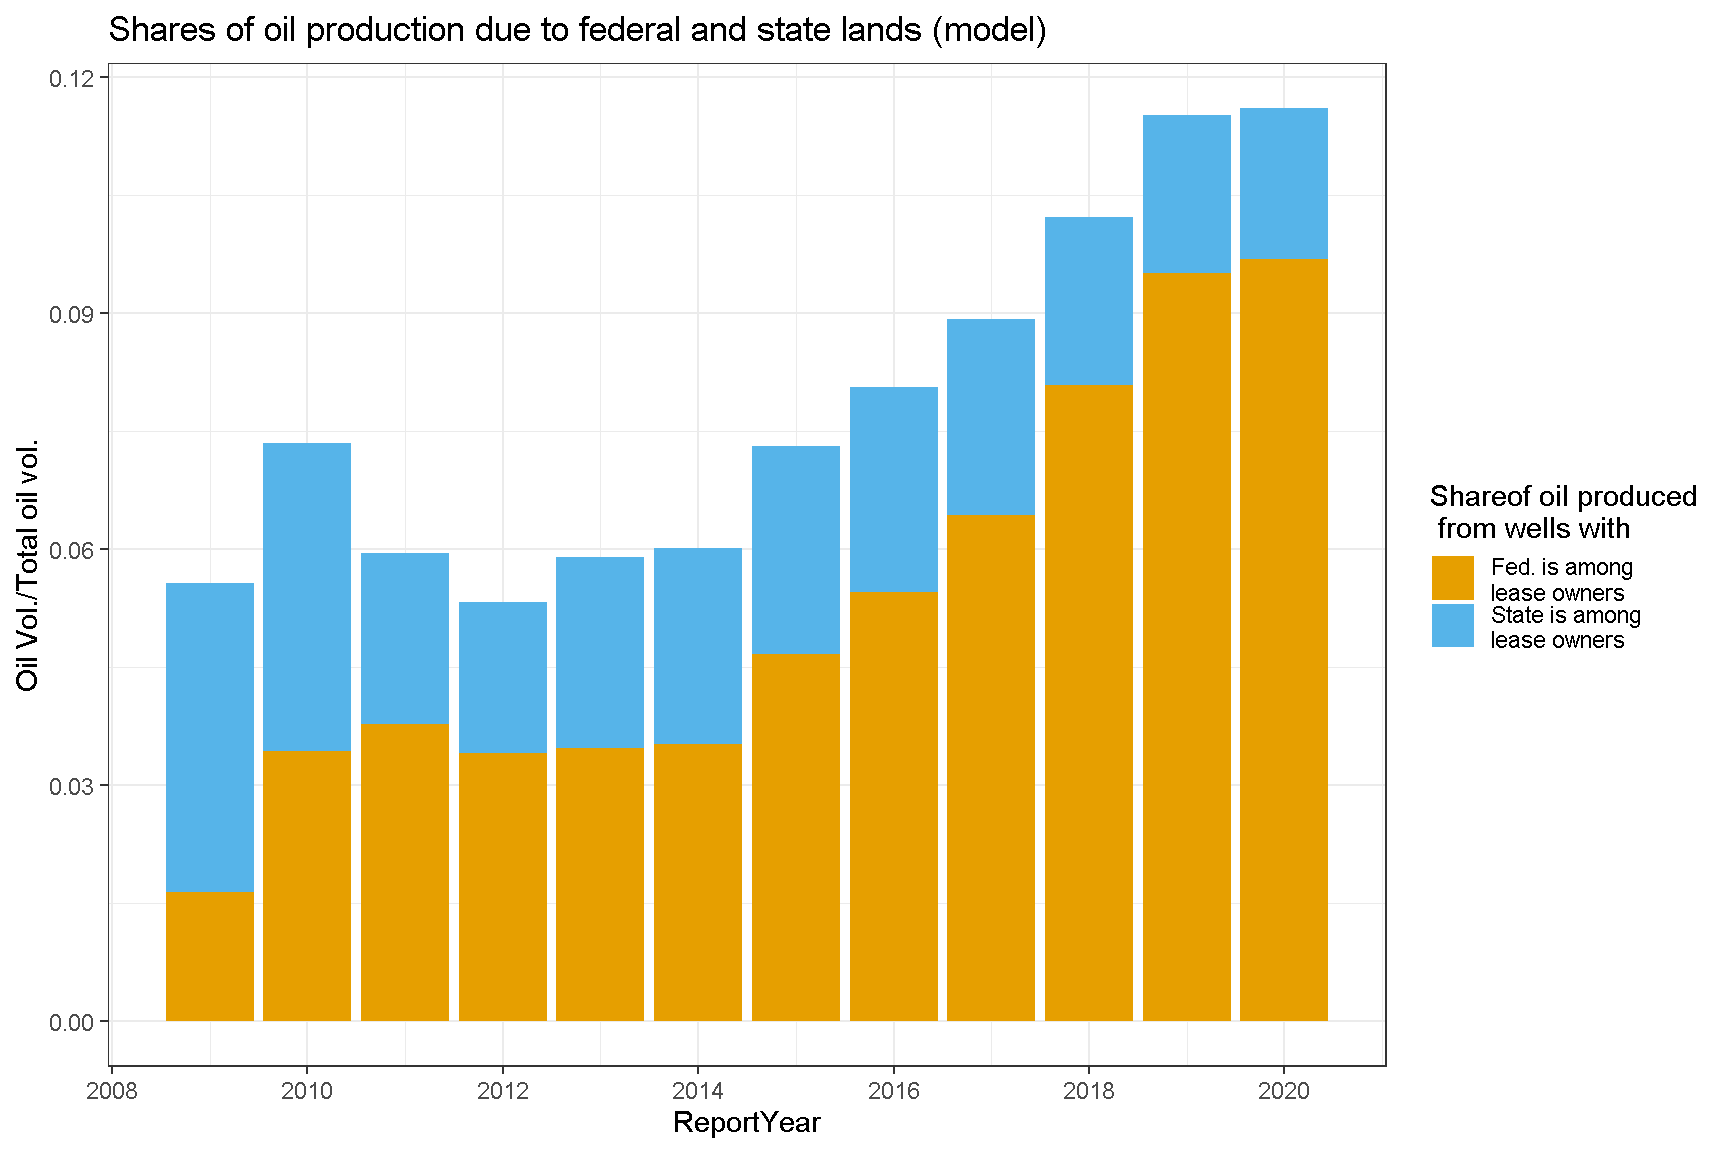 Shares of oil production due to federal and state lands (model)
0.12
0.09
0.06
0.03
0.00
Oil Vol./Total oil vol.
2008 2010 2012 2014 2016 2018 2020
ReportYear
Shareof oil produced
from wells with
Fed. is among
lease owners
State is among
lease owners